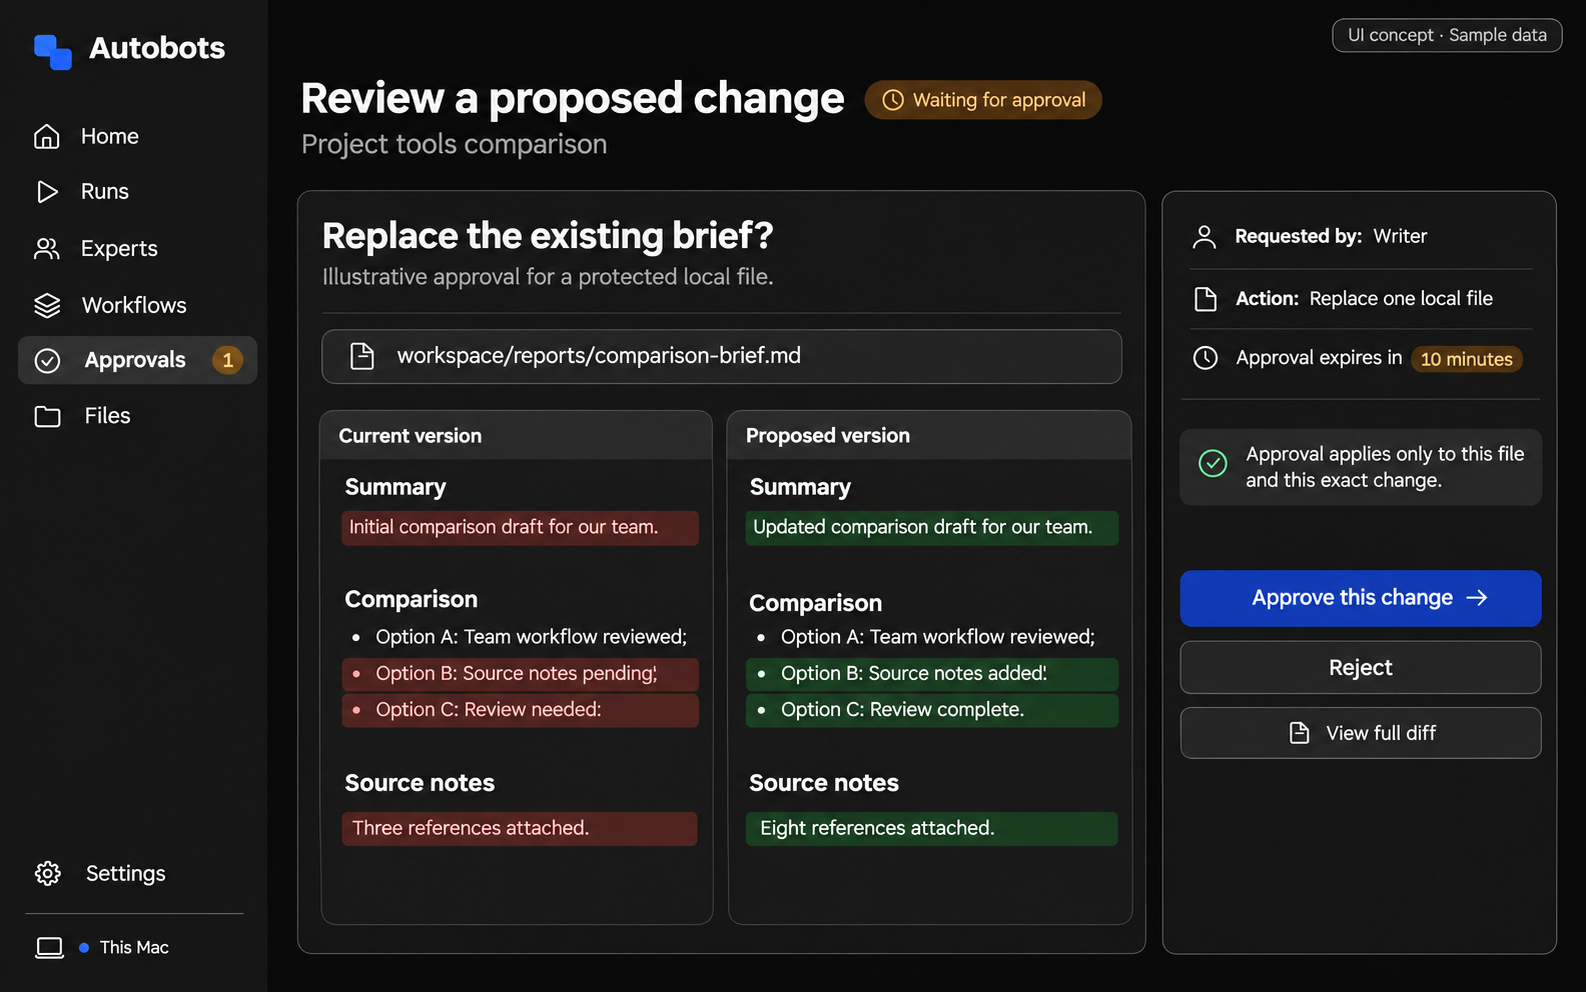 Autobots
UI concept · Sample data
Home
Runs
Experts
Workflows
Approvals 1
Files
Settings
This Mac
Review a proposed change
Waiting for approval
Project tools comparison
Replace the existing brief?
Illustrative approval for a protected local file.
workspace/reports/comparison-brief.md
Current version
Summary
Initial comparison draft for our team.
Comparison
• Option A: Team workflow reviewed;
• Option B: Source notes pending;'
• Option C: Review needed:
Source notes
Three references attached.
Proposed version
Summary
Updated comparison draft for our team.
Comparison
• Option A: Team workflow reviewed;
• Option B: Source notes added!'
• Option C: Review complete.
Source notes
Eight references attached.
Requested by: Writer
Action: Replace one local file
Approval expires in 10 minutes
Approval applies only to this file
and this exact change.
Approve this change →
Reject
View full diff